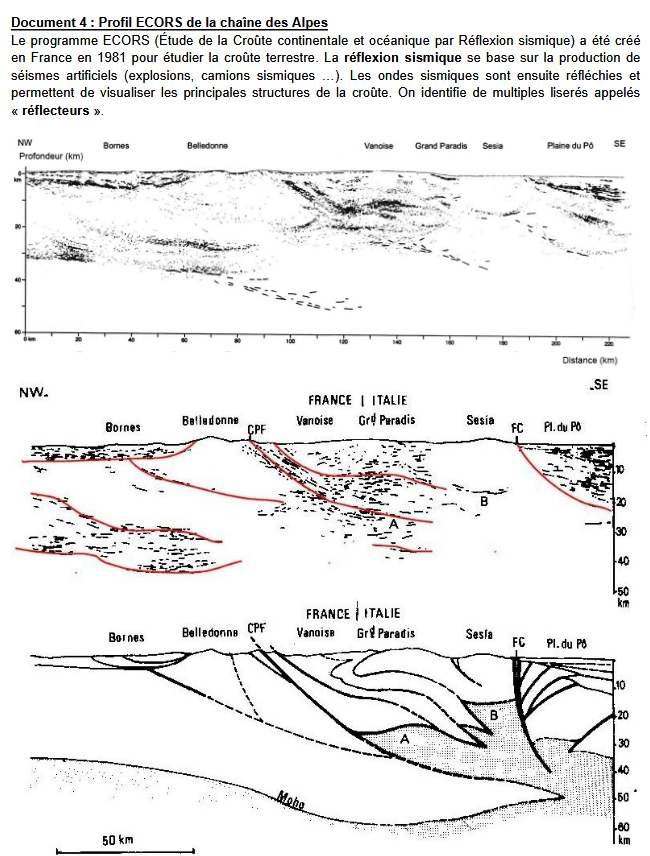 Document 4 : Profil ECORS de la chaîne des Alpes
Le programme ECORS (Étude de la Croûte continentale et océanique par Réflexion sismique) a été créé
en France en 1981 pour étudier la croûte terrestre. La réflexion sismique se base sur la production de
séismes artificiels (explosions, camions sismiques …). Les ondes sismiques sont ensuite réfléchies et
permettent de visualiser les principales structures de la croûte. On identifie de multiples liserés appelés
« réflecteurs ».
NW Bornes Belledonne Vanoise Grand Paradis Sesia Plaine du Pô SE
Profondeur (km)
0
km
20
40
60
0 km 20 40 60 80 100 120 140 160 180 200 220
Distance (km)
NW. FRANCE | ITALIE .SE
Bornes Belledonne CPF Vanoise Grd Paradis Sesia FC Pl. du Pô
10
A B 20
30
40
50
km
FRANCE | ITALIE
Bornes Belledonne CPF Vanoise Grd Paradis Sesia FC Pl. du Pô
10
B 20
A 30
40
Moho 50
60
km
50 km